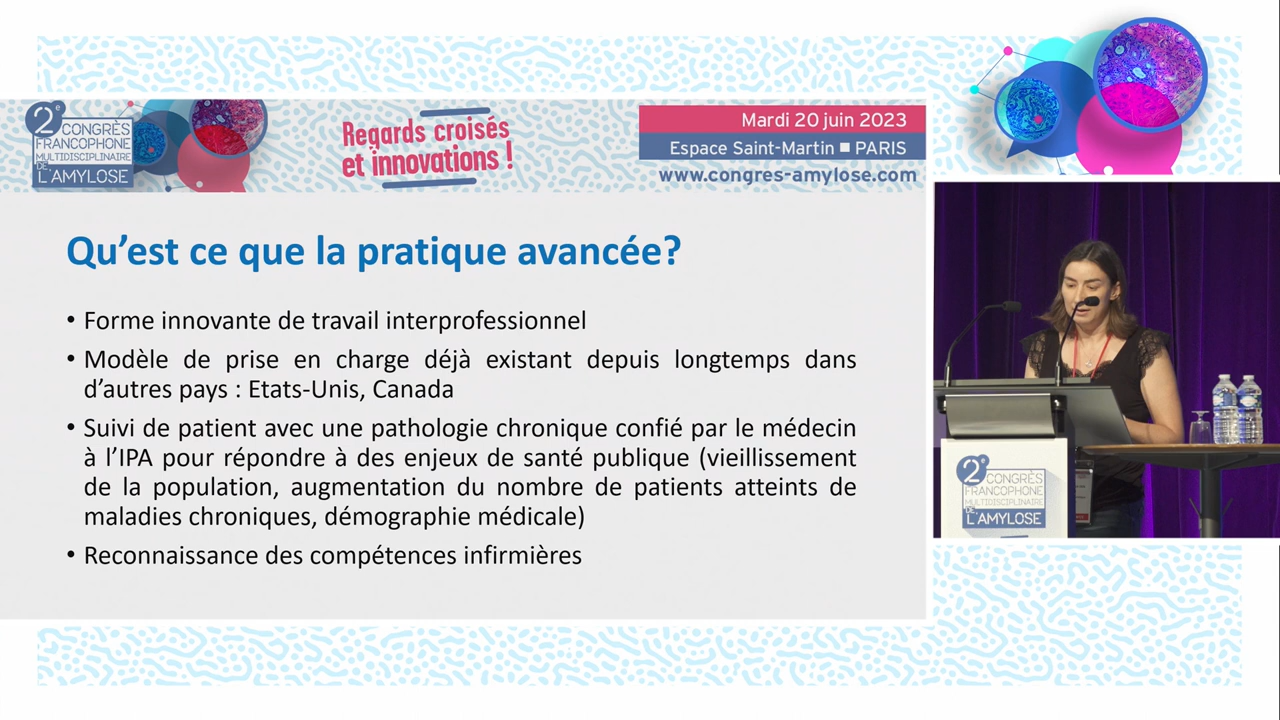 2e
CONGRÈS
FRANCOPHONE
MULTIDISCIPLINAIRE
DE
L'AMYLOSE
Regards croisés
et innovations !
Mardi 20 juin 2023
Espace Saint-Martin ■ PARIS
www.congres-amylose.com
Qu’est ce que la pratique avancée?
• Forme innovante de travail interprofessionnel
• Modèle de prise en charge déjà existant depuis longtemps dans
d’autres pays : Etats-Unis, Canada
• Suivi de patient avec une pathologie chronique confié par le médecin
à l’IPA pour répondre à des enjeux de santé publique (vieillissement
de la population, augmentation du nombre de patients atteints de
maladies chroniques, démographie médicale)
• Reconnaissance des compétences infirmières
2e
CONGRÈS
FRANCOPHONE
MULTIDISCIPLINAIRE
DE
L'AMYLOSE